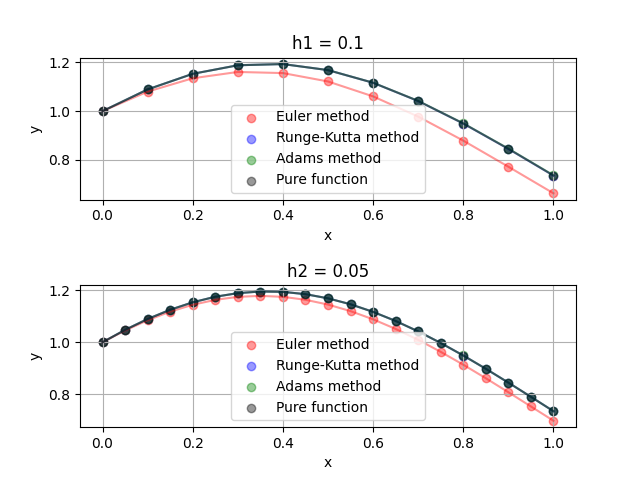 h1 = 0.1
1.2
1.0
0.8
y
Euler method
Runge-Kutta method
Adams method
Pure function
0.0 0.2 0.4 0.6 0.8 1.0
x
h2 = 0.05
1.2
1.0
0.8
y
Euler method
Runge-Kutta method
Adams method
Pure function
0.0 0.2 0.4 0.6 0.8 1.0
x